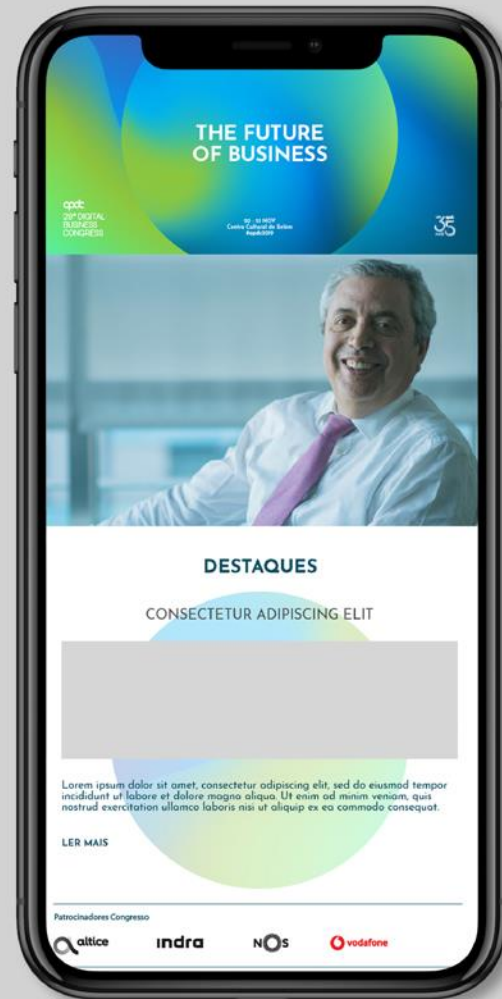 THE FUTURE
OF BUSINESS
apdc
29º DIGITAL
BUSINESS
CONGRESS
Centro Cultural de Belém
#apdc2019
35
DESTAQUES
CONSECTETUR ADIPISCING ELIT
Lorem ipsum dolor sit amet, consectetur adipiscing elit, sed do eiusmod tempor
incididunt ut labore et dolore magna aliqua. Ut enim ad minim veniam, quis
nostrud exercitation ullamco laboris nisi ut aliquip ex ea commodo consequat.
LER MAIS
Patrocinadores Congresso
altice
indra
NOS
vodafone